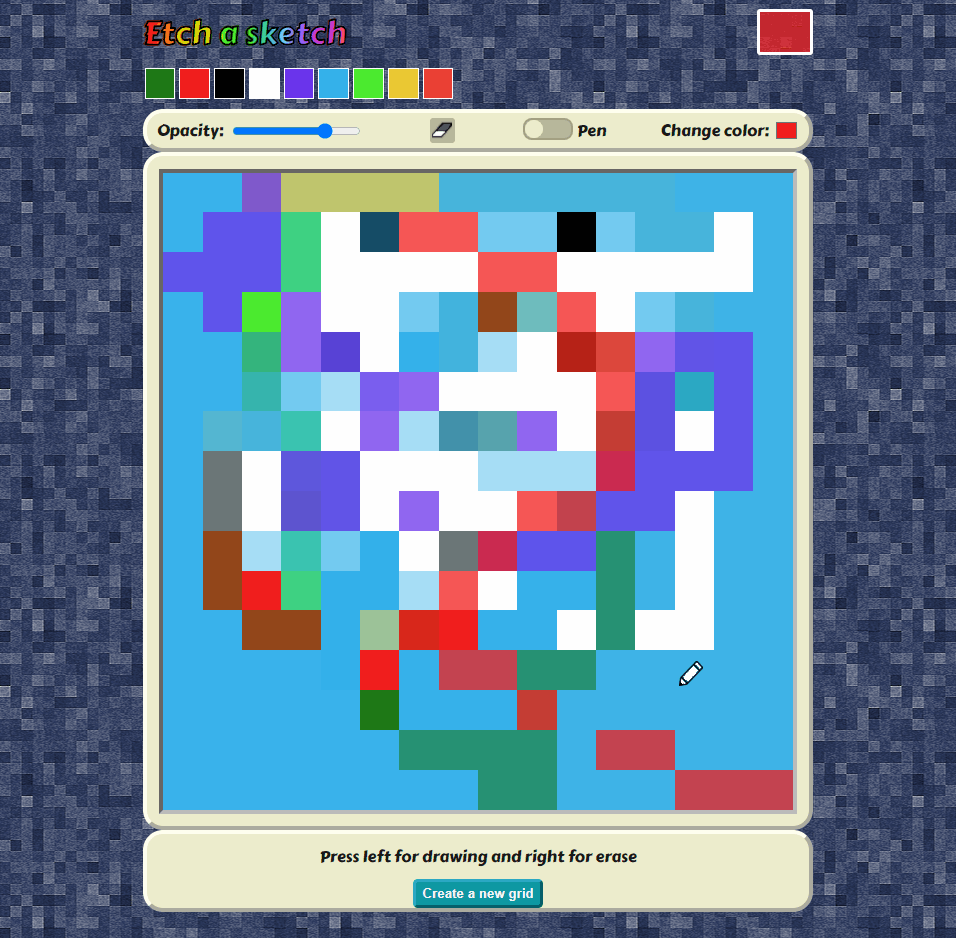 Etch a sketch
Opacity:
Pen
Change color:
Press left for drawing and right for erase
Create a new grid